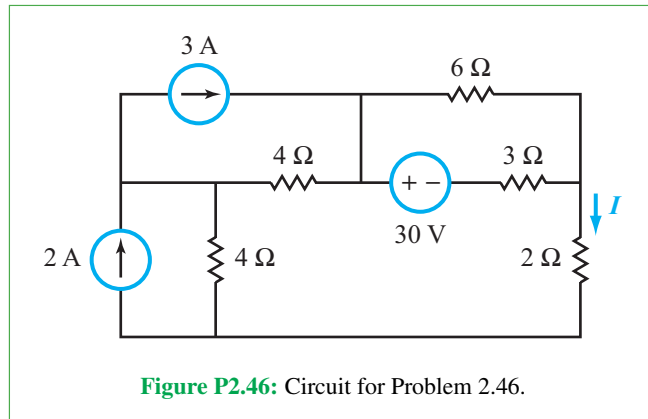 3 A
6 Ω
4 Ω
3 Ω
+ −
I
30 V
2 A
4 Ω
2 Ω
Figure P2.46: Circuit for Problem 2.46.